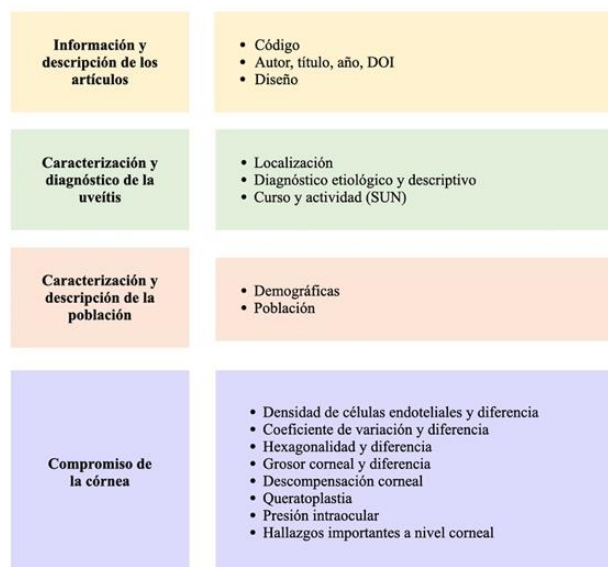 Información y
descripción de los
artículos
• Código
• Autor, título, año, DOI
• Diseño
Caracterización y
diagnóstico de la
uveítis
• Localización
• Diagnóstico etiológico y descriptivo
• Curso y actividad (SUN)
Caracterización y
descripción de la
población
• Demográficas
• Población
Compromiso de
la córnea
• Densidad de células endoteliales y diferencia
• Coeficiente de variación y diferencia
• Hexagonalidad y diferencia
• Grosor corneal y diferencia
• Descompensación corneal
• Queratoplastia
• Presión intraocular
• Hallazgos importantes a nivel corneal